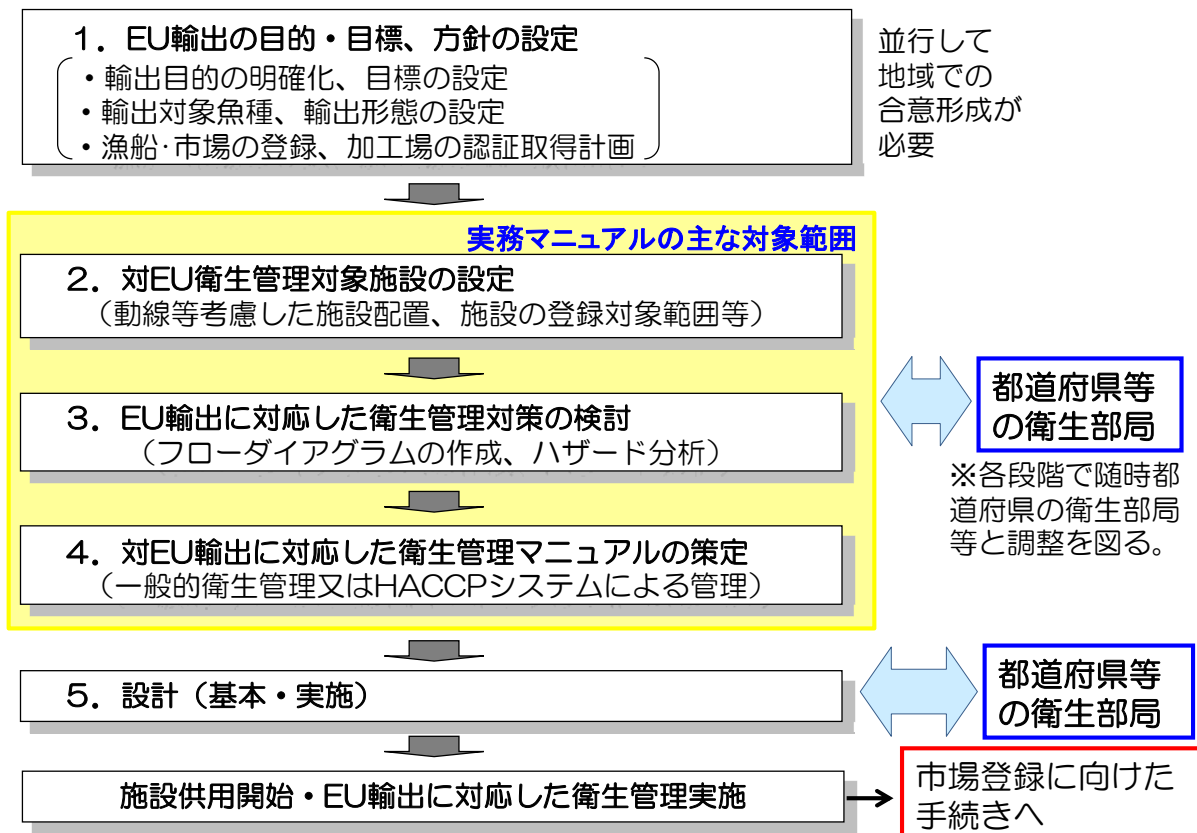 1．EU輸出の目的・目標、方針の設定
・輸出目的の明確化、目標の設定
・輸出対象魚種、輸出形態の設定
・漁船･市場の登録、加工場の認証取得計画
並行して
地域での
合意形成が
必要
実務マニュアルの主な対象範囲
2．対EU衛生管理対象施設の設定
（動線等考慮した施設配置、施設の登録対象範囲等）
3．EU輸出に対応した衛生管理対策の検討
（フローダイアグラムの作成、ハザード分析）
4．対EU輸出に対応した衛生管理マニュアルの策定
（一般的衛生管理又はHACCPシステムによる管理）
都道府県等
の衛生部局
※各段階で随時都
道府県の衛生部局
等と調整を図る。
5．設計（基本・実施）
都道府県等
の衛生部局
施設供用開始・EU輸出に対応した衛生管理実施
市場登録に向けた
手続きへ